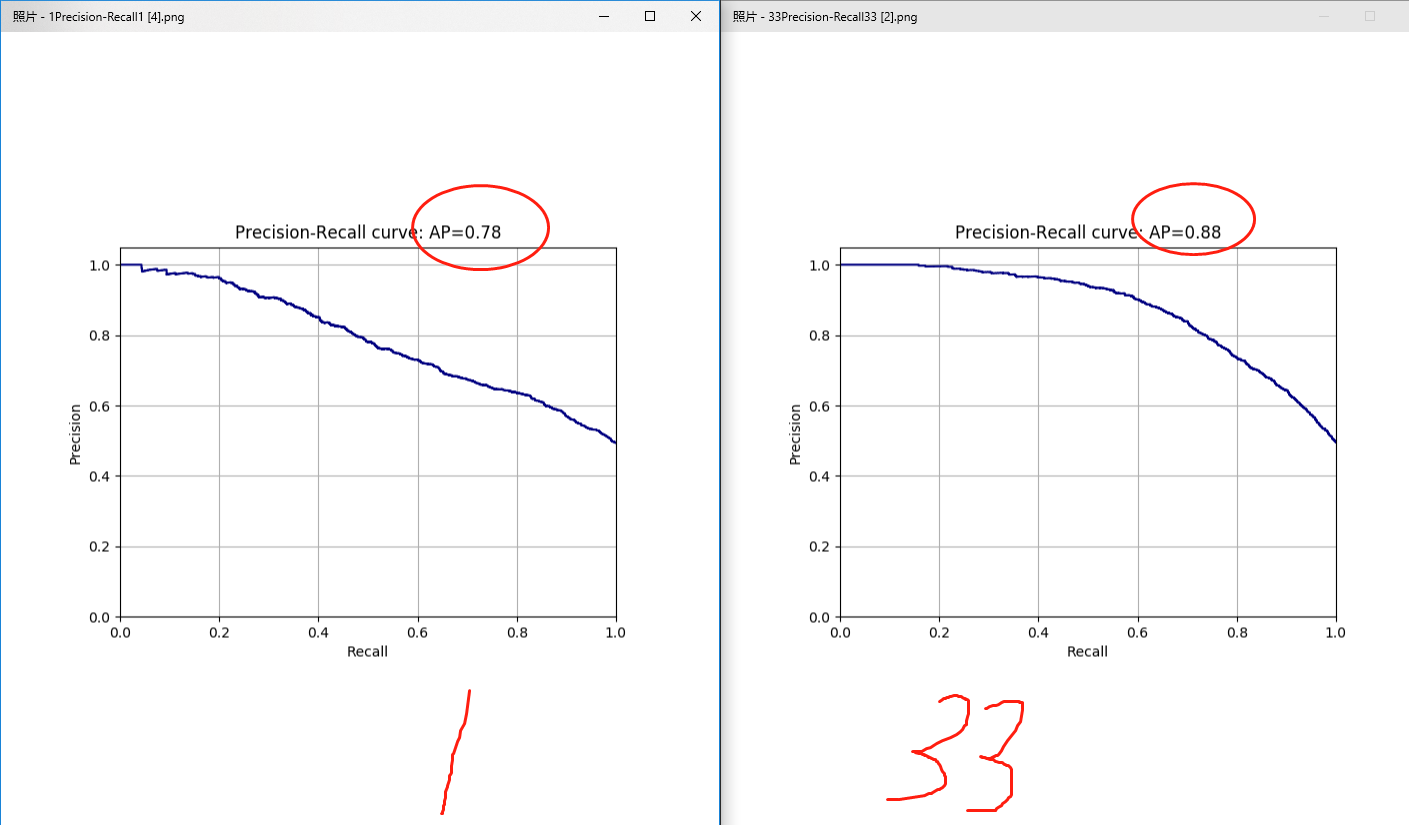 照片 - 1Precision-Recall1 [4].png
Precision-Recall curve: AP=0.78
1.0
0.8
0.6
0.4
0.2
0.0
Precision
0.0 0.2 0.4 0.6 0.8 1.0
Recall
1
照片 - 33Precision-Recall33 [2].png
Precision-Recall curve: AP=0.88
1.0
0.8
0.6
0.4
0.2
0.0
Precision
0.0 0.2 0.4 0.6 0.8 1.0
Recall
33